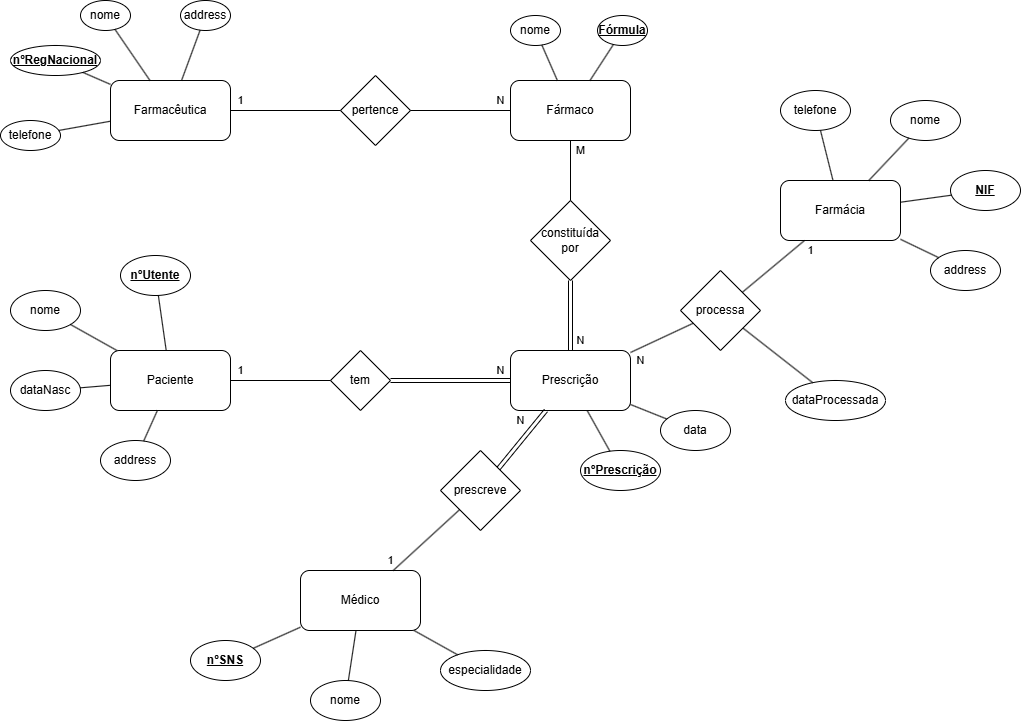 nome
address
nome
Fórmula
nºRegNacional
Farmacêutica
1
pertence
N
Fármaco
telefone
M
telefone
nome
Farmácia
NIF
1
address
constituída
por
nºUtente
nome
processa
N
N
dataProcessada
Paciente
1
tem
N
Prescrição
dataNasc
address
N
data
nºPrescrição
prescreve
1
Médico
nºSNS
nome
especialidade